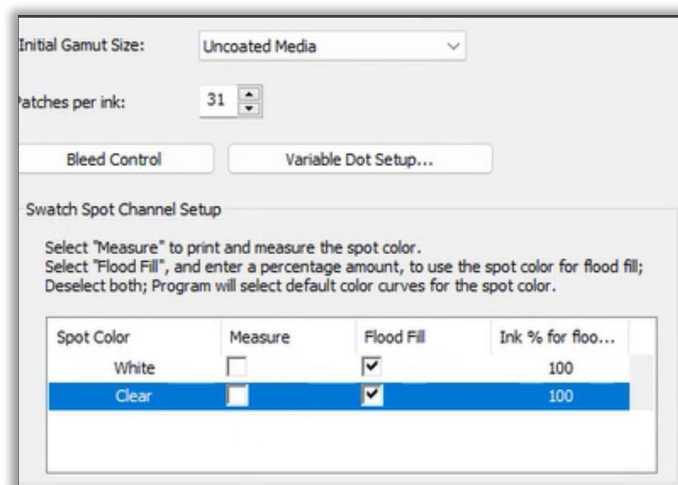 Initial Gamut Size: Uncoated Media
Patches per ink: 31
Bleed Control Variable Dot Setup...
Swatch Spot Channel Setup
Select "Measure" to print and measure the spot color.
Select "Flood Fill", and enter a percentage amount, to use the spot color for flood fill;
Deselect both; Program will select default color curves for the spot color.
Spot Color Measure Flood Fill Ink % for floo...
White 100
Clear 100